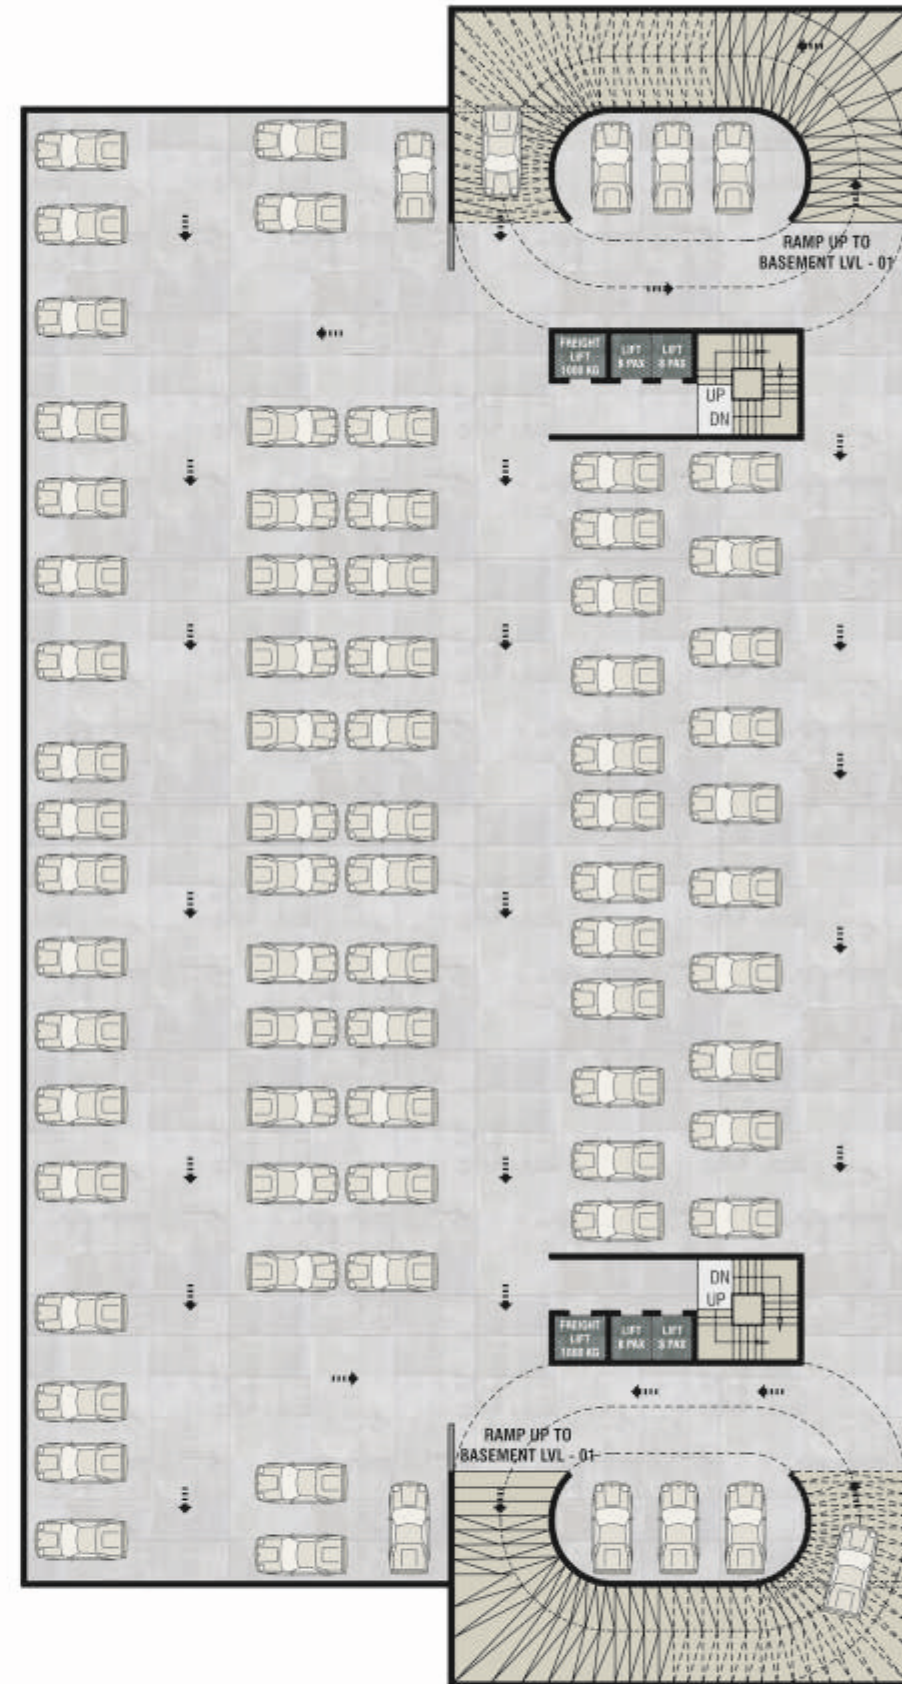 RAMP UP TO
BASEMENT LVL - 01
FREIGHT
LIFT
1000 KG
LIFT
8 PAX
LIFT
8 PAX
UP
DN
DN
UP
FREIGHT
LIFT
1000 KG
LIFT
8 PAX
LIFT
8 PAX
RAMP UP TO
BASEMENT LVL - 01